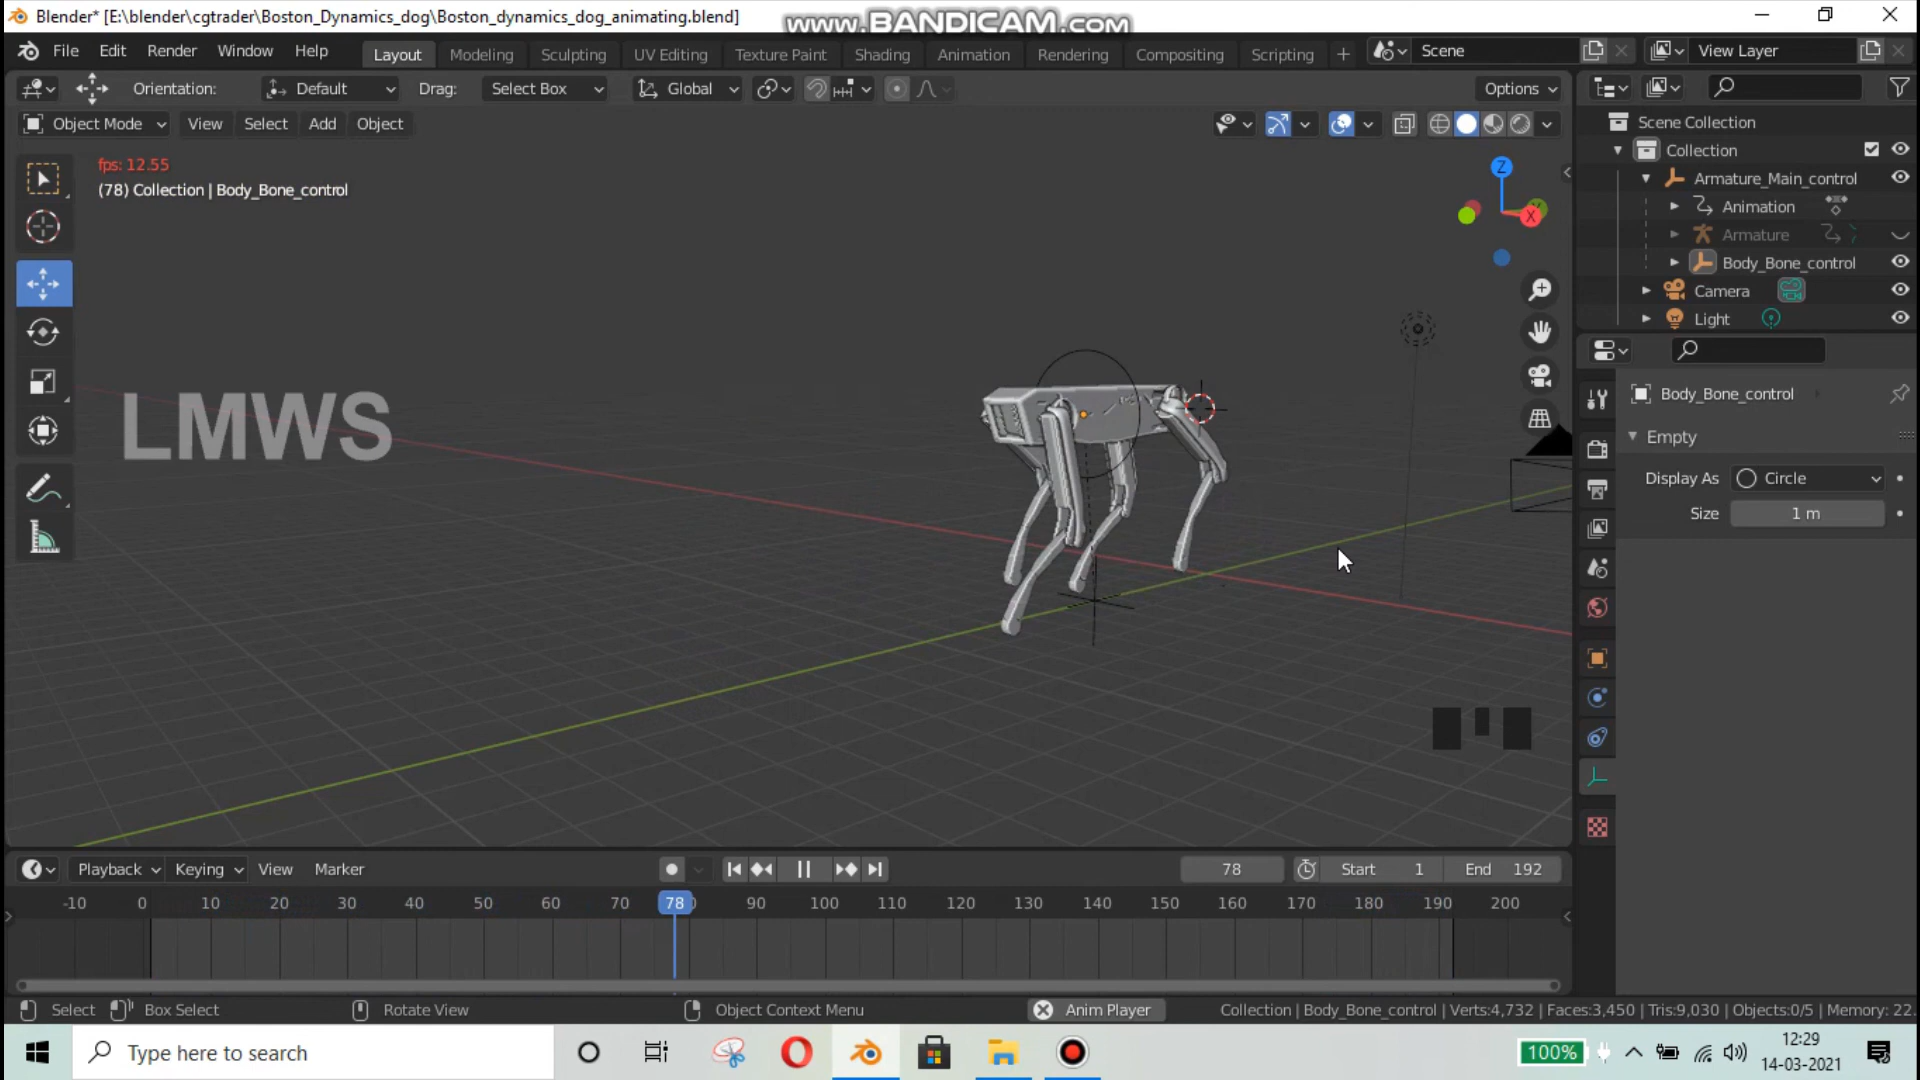 Blender* [E:\blender\cgtrader\Boston_Dynamics_dog\Boston_dynamics_dog_animating.blend]
www.BANDICAM.com
File Edit Render Window Help Layout Modeling Sculpting UV Editing Texture Paint Shading Animation Rendering Compositing Scripting + Scene View Layer
Orientation: Default Drag: Select Box Global Options
Object Mode View Select Add Object
Scene Collection
Collection
Armature_Main_control
Animation
Armature
Body_Bone_control
Camera
Light
fps: 12.55
(78) Collection | Body_Bone_control
Z
X
LMWS
Body_Bone_control
Empty
Display As Circle
Size 1 m
Playback Keying View Marker 78 Start 1 End 192
-10 0 10 20 30 40 50 60 70 78 90 100 110 120 130 140 150 160 170 180 190 200
Select Box Select Rotate View Object Context Menu Anim Player Collection | Body_Bone_control | Verts:4,732 | Faces:3,450 | Tris:9,030 | Objects:0/5 | Memory: 22.
Type here to search
100%
12:29
14-03-2021